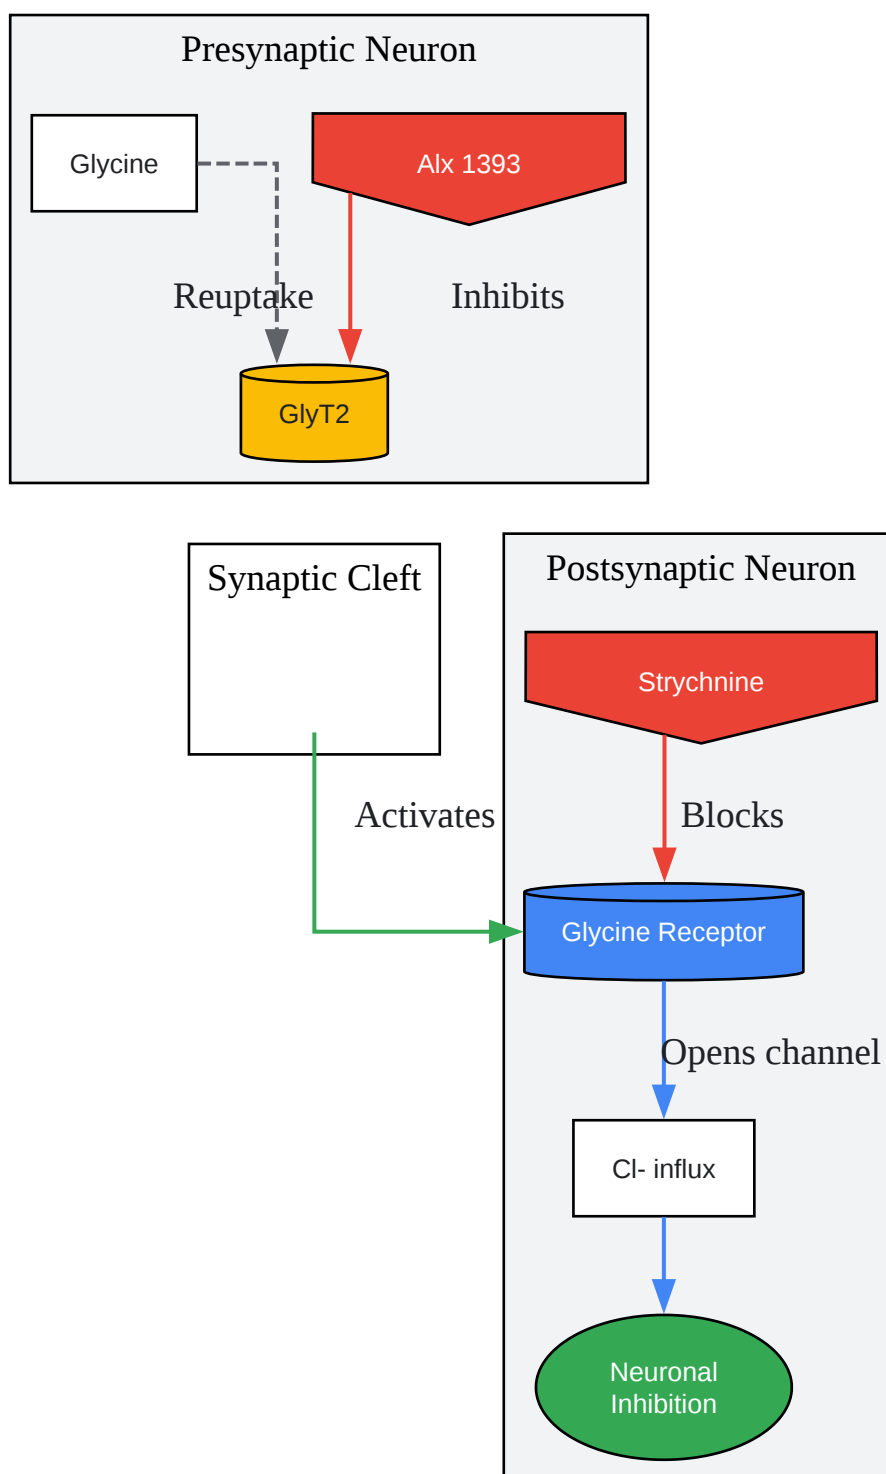 Presynaptic Neuron
Glycine
Alx 1393
Reuptake
Inhibits
GlyT2
Synaptic Cleft
Postsynaptic Neuron
Strychnine
Activates
Blocks
Glycine Receptor
Opens channel
Cl- influx
Neuronal
Inhibition